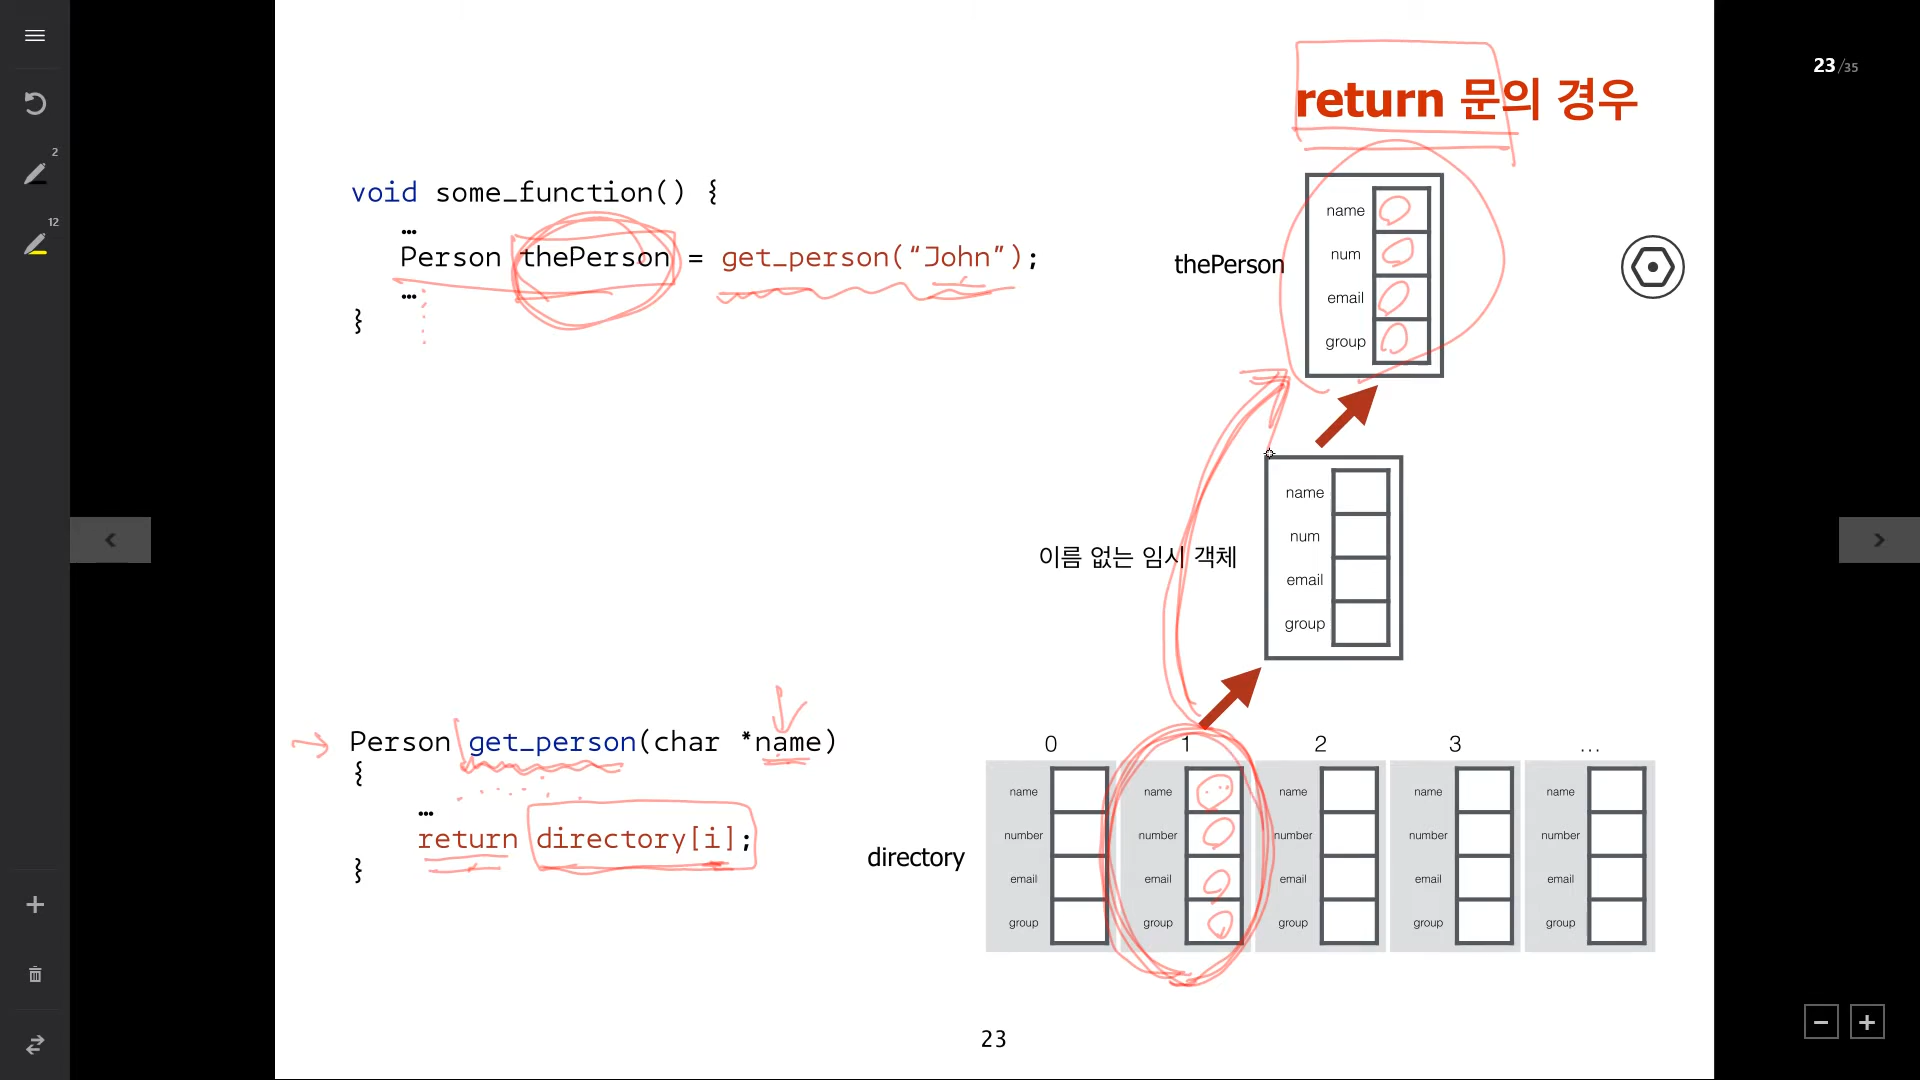 23/35
return 문의 경우
2
12
void some_function() {
…
Person thePerson = get_person(“John”);
…
}
thePerson
name
num
email
group
이름 없는 임시 객체
name
num
email
group
Person get_person(char *name)
{
…
return directory[i];
}
directory
0 1 2 3 …
name name name name name
number number number number number
email email email email email
group group group group group
23